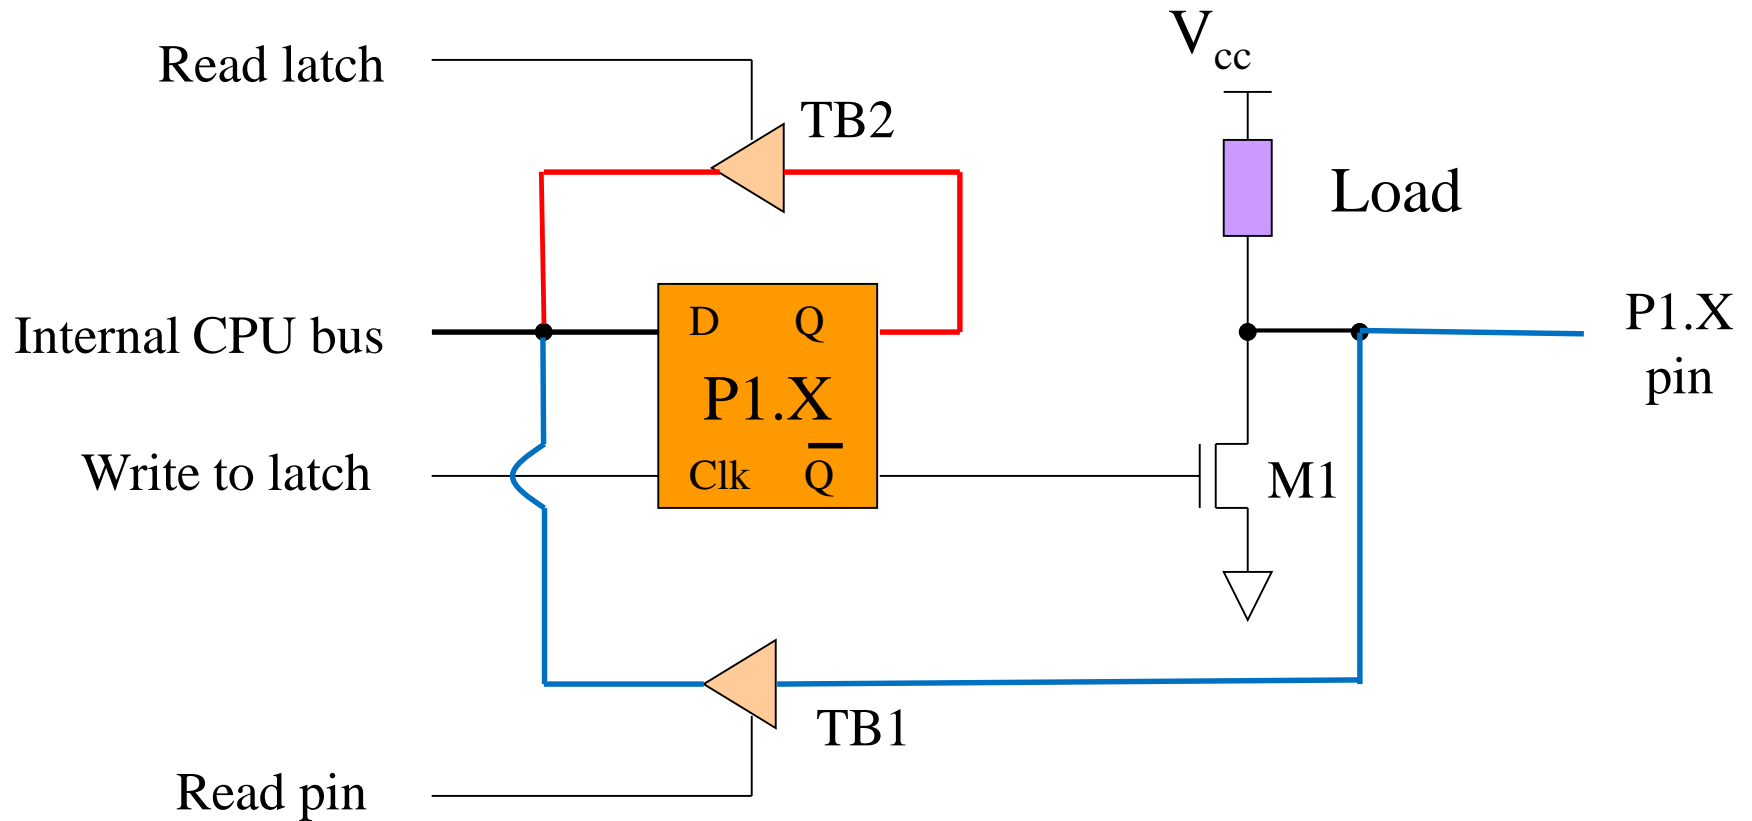 Vcc
Read latch
TB2
Load
Internal CPU bus
D Q
P1.X
P1.X
pin
Write to latch
Clk Q̅
M1
TB1
Read pin